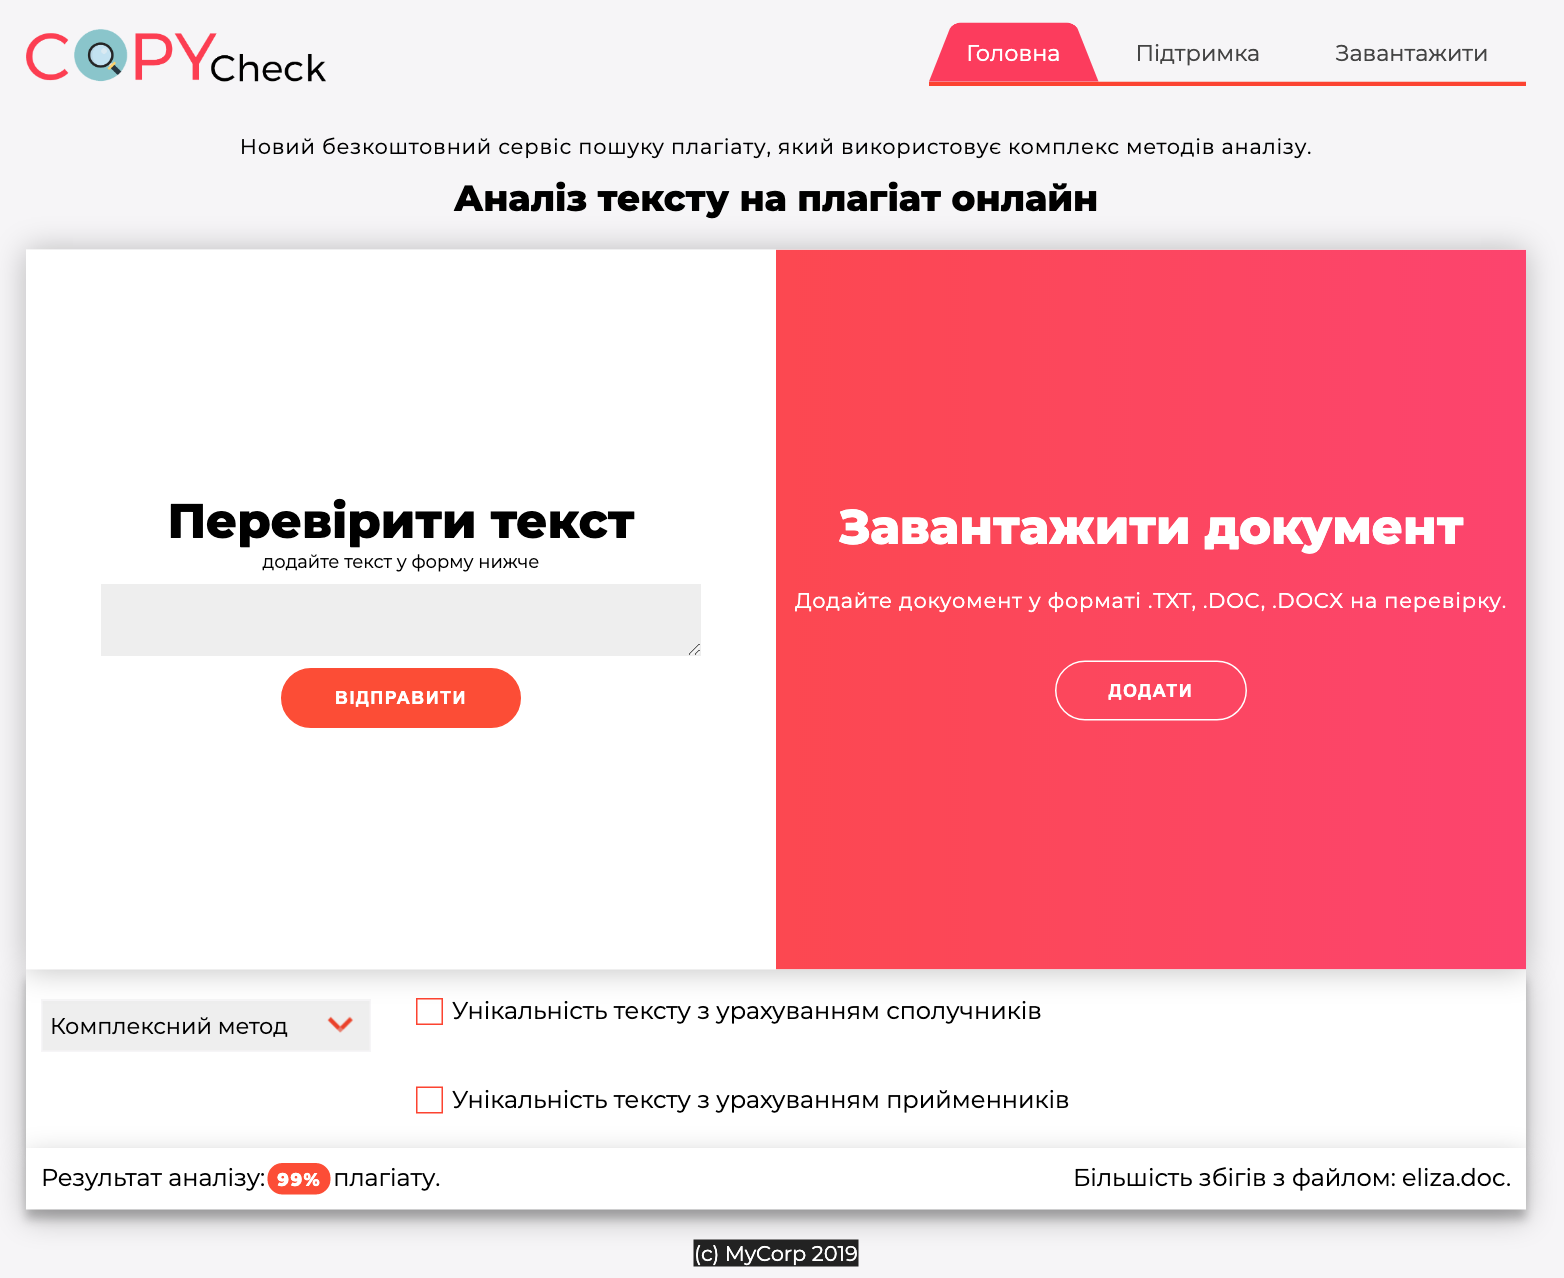 COPYCheck
Головна
Підтримка
Завантажити
Новий безкоштовний сервіс пошуку плагіату, який використовує комплекс методів аналізу.
Аналіз тексту на плагіат онлайн
Перевірити текст
додайте текст у форму нижче
ВІДПРАВИТИ
Завантажити документ
Додайте докуомент у форматі .TXT, .DOC, .DOCX на перевірку.
ДОДАТИ
Комплексний метод
Унікальність тексту з урахуванням сполучників
Унікальність тексту з урахуванням прийменників
Результат аналізу: 99% плагіату.
Більшість збігів з файлом: eliza.doc.
(c) MyCorp 2019